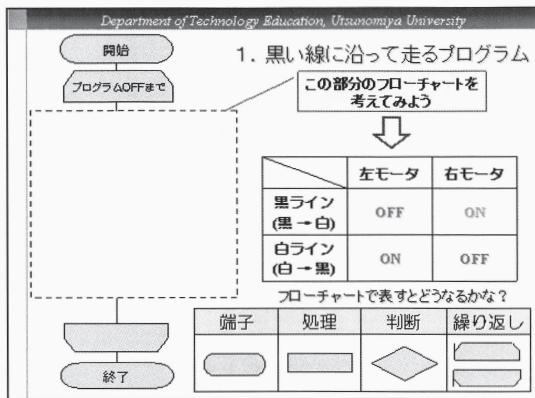 Department of Technology Education, Utsunomiya University
開始
プログラムOFFまで
1. 黒い線に沿って走るプログラム
この部分のフローチャートを
考えてみよう
左モータ 右モータ
黒ライン
(黒→白)
OFF ON
白ライン
(白→黒)
ON OFF
フローチャートで表すとどうなるかな?
端子 処理 判断 繰り返し
終了